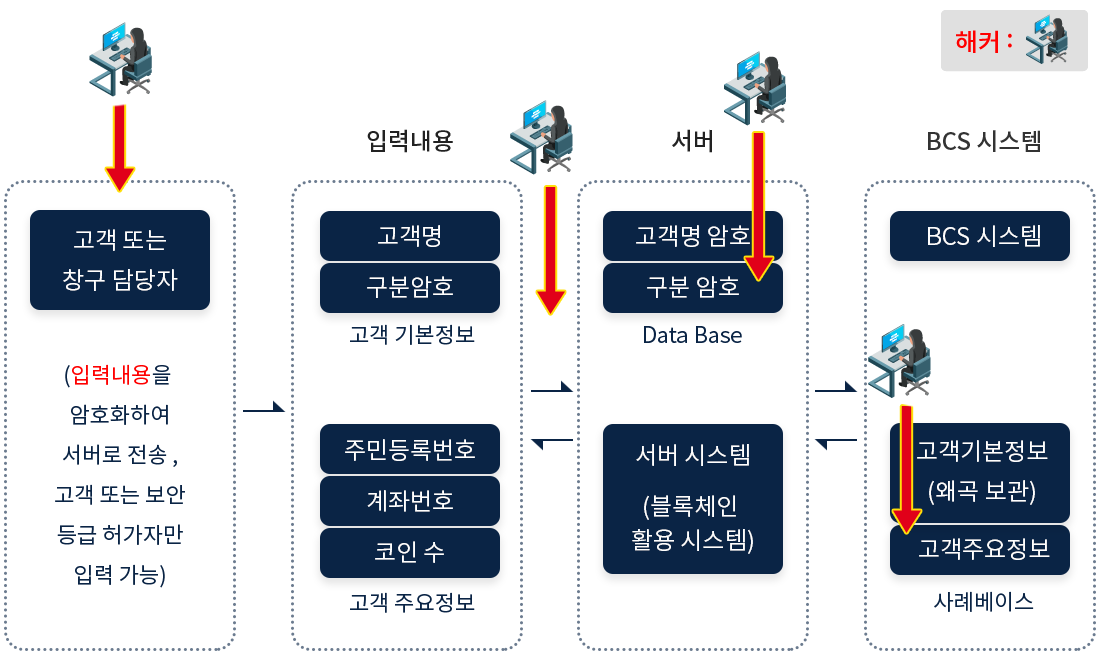 해커 :
입력내용
서버
BCS 시스템
고객 또는
창구 담당자
(입력내용을
암호화하여
서버로 전송 ,
고객 또는 보안
등급 허가자만
입력 가능)
고객명
구분암호
고객 기본정보
주민등록번호
계좌번호
코인 수
고객 주요정보
고객명 암호
구분 암호
Data Base
서버 시스템
(블록체인
활용 시스템)
BCS 시스템
고객기본정보
(왜곡 보관)
고객주요정보
사례베이스